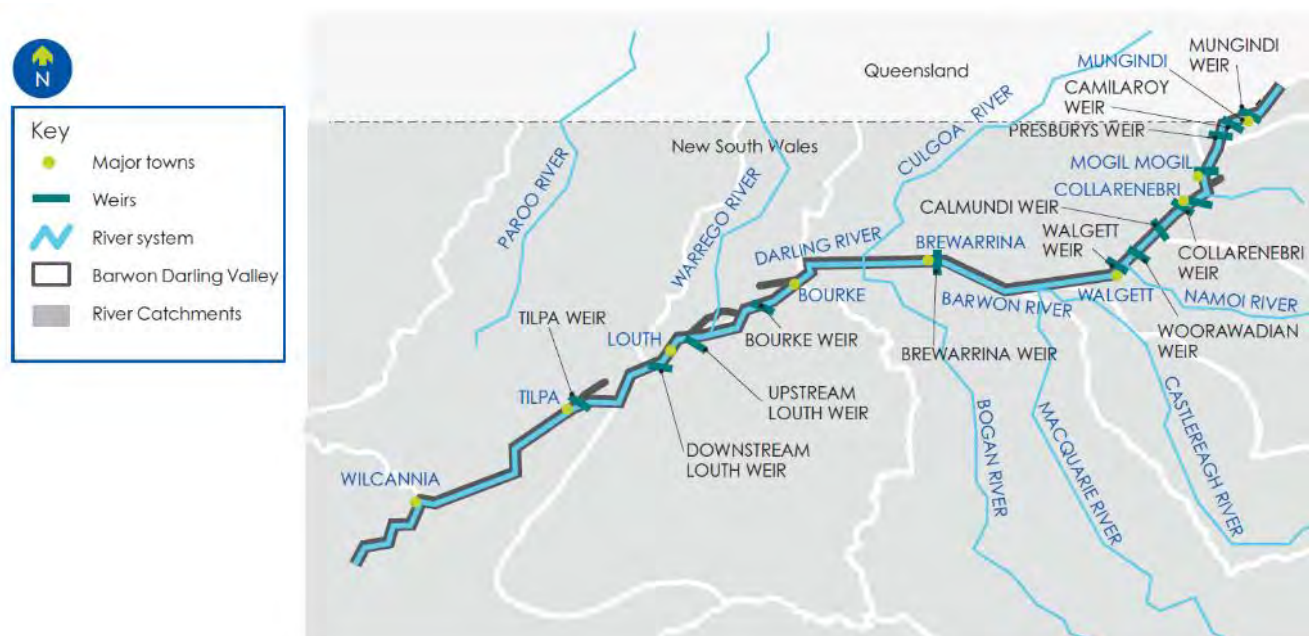 N
Key
Major towns
Weirs
River system
Barwon Darling Valley
River Catchments
Queensland
New South Wales
MUNGINDI
MUNGINDI
WEIR
CAMILAROY
WEIR
PRESBURYS WEIR
MOGIL MOGIL
COLLARENEBRI
CALMUNDI WEIR
WALGETT
WEIR
COLLARENEBRI
WEIR
PAROO RIVER
WARREGO RIVER
CULGOA RIVER
DARLING RIVER
BREWARRINA
BOURKE
BARWON RIVER
WALGETT
NAMOI RIVER
WOORAWADIAN
WEIR
TILPA WEIR
LOUTH
BOURKE WEIR
BREWARRINA WEIR
UPSTREAM
LOUTH WEIR
TILPA
DOWNSTREAM
LOUTH WEIR
BOGAN RIVER
MACQUARIE RIVER
CASTLEREAGH RIVER
WILCANNIA